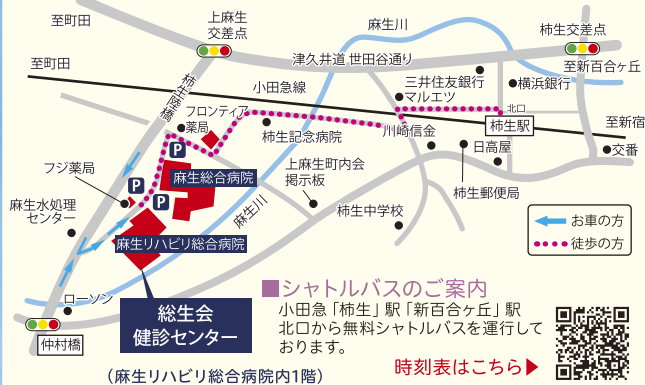 至町田
上麻生
交差点
麻生川
柿生交差点
津久井道 世田谷通り
至町田
至新百合ヶ丘
柿生陸橋
小田急線
三井住友銀行
マルエツ
横浜銀行
フロンティア
薬局
北口
柿生駅
至新宿
柿生記念病院
川崎信金
日高屋
交番
P
フジ薬局
麻生総合病院
上麻生町内会
掲示板
P
P
柿生郵便局
麻生水処理
センター
麻生川
柿生中学校
お車の方
麻生リハビリ総合病院
徒歩の方
ローソン
総生会
健診センター
仲村橋
（麻生リハビリ総合病院内1階）
■シャトルバスのご案内
小田急「柿生」駅「新百合ヶ丘」駅
北口から無料シャトルバスを運行して
おります。
時刻表はこちら▶